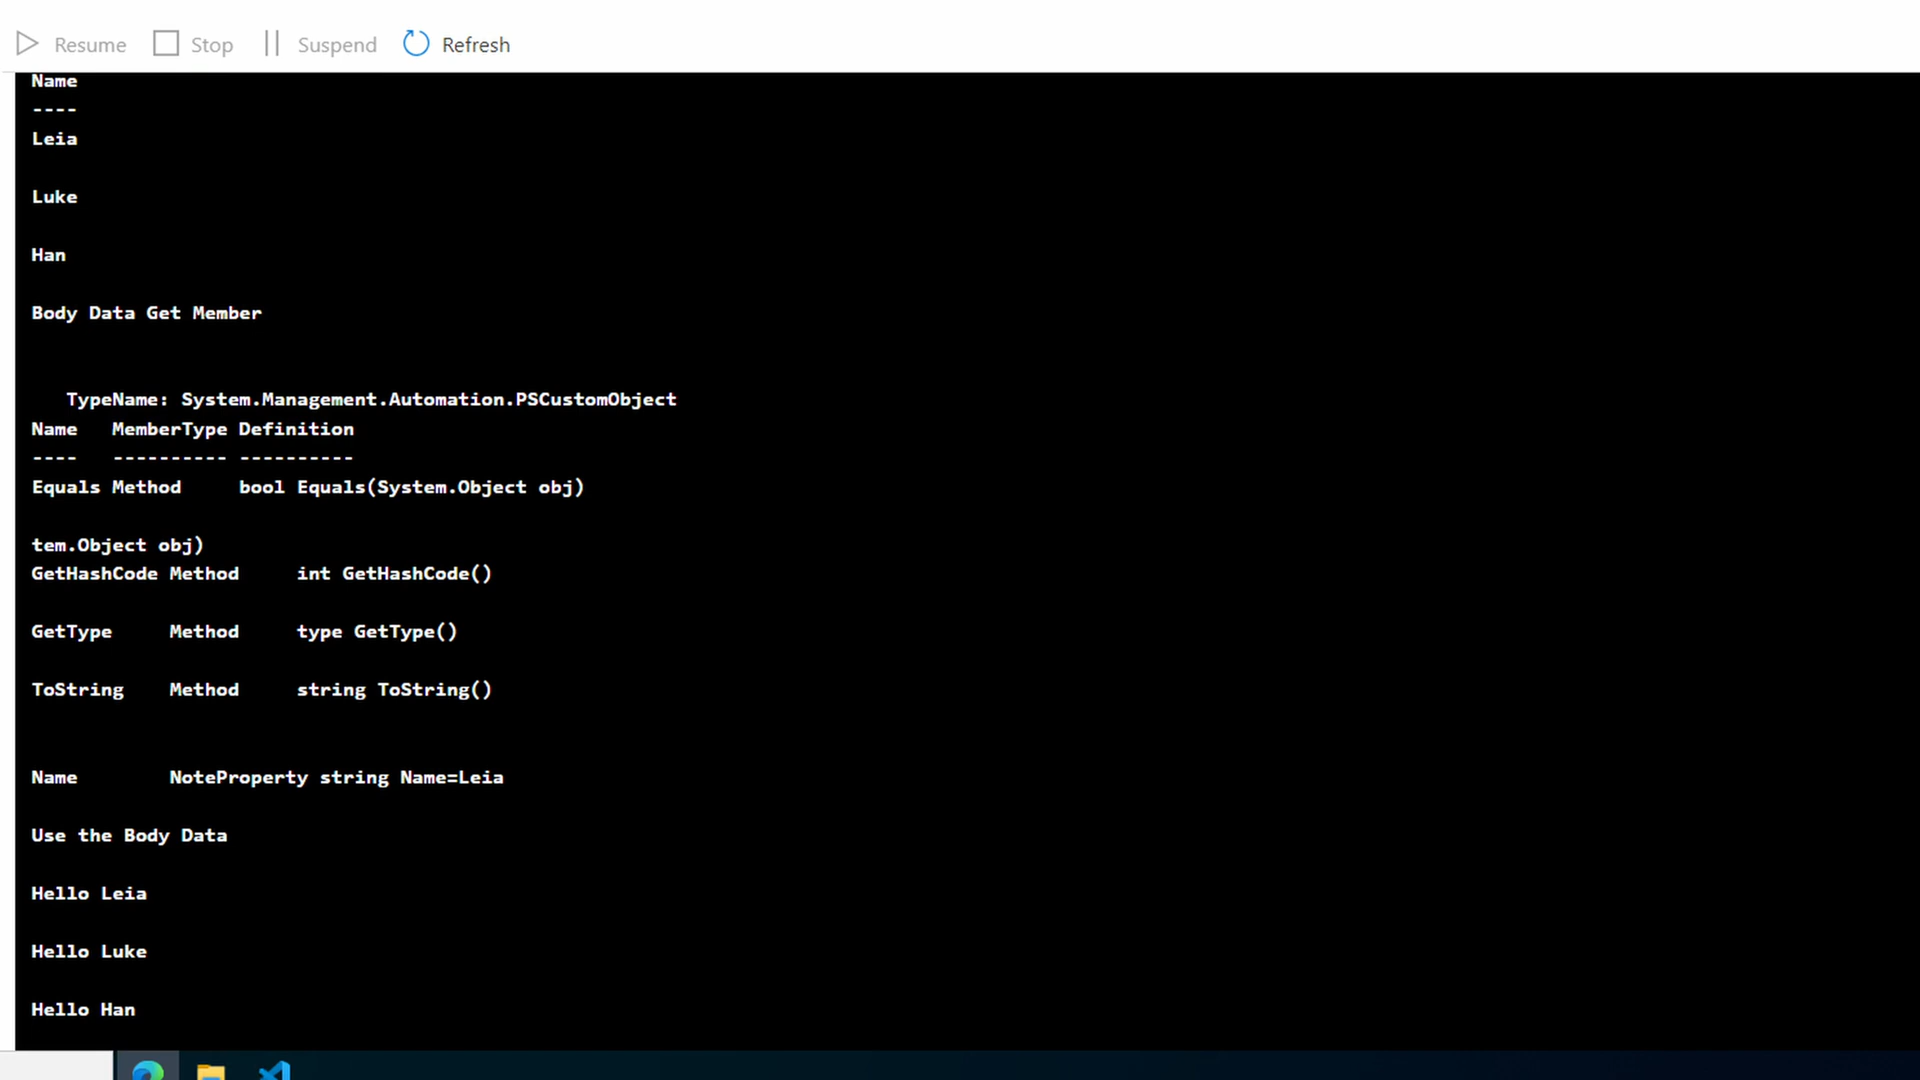 Resume Stop Suspend Refresh
Name
----
Leia
Luke
Han
Body Data Get Member
TypeName: System.Management.Automation.PSCustomObject
Name MemberType Definition
---- ---------- ----------
Equals Method bool Equals(System.Object obj)
tem.Object obj)
GetHashCode Method int GetHashCode()
GetType Method type GetType()
ToString Method string ToString()
Name NoteProperty string Name=Leia
Use the Body Data
Hello Leia
Hello Luke
Hello Han